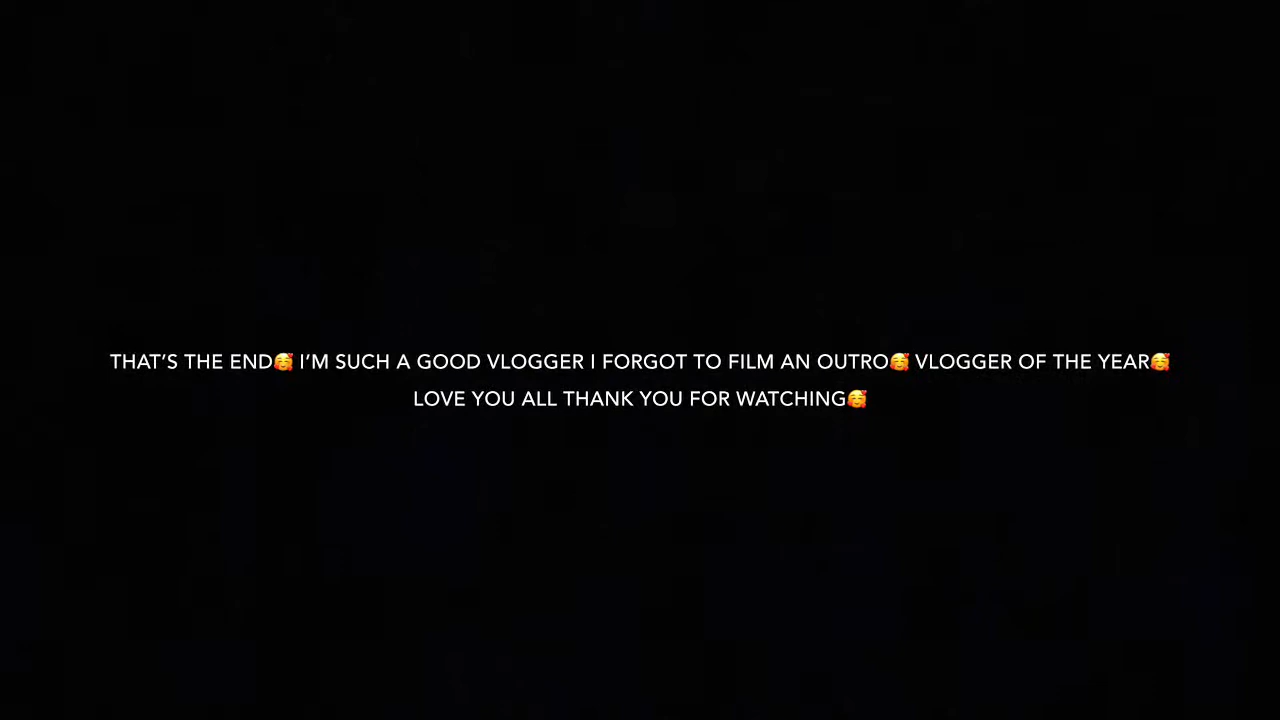 THAT’S THE END🥰 I’M SUCH A GOOD VLOGGER I FORGOT TO FILM AN OUTRO🥰 VLOGGER OF THE YEAR🥰
LOVE YOU ALL THANK YOU FOR WATCHING🥰